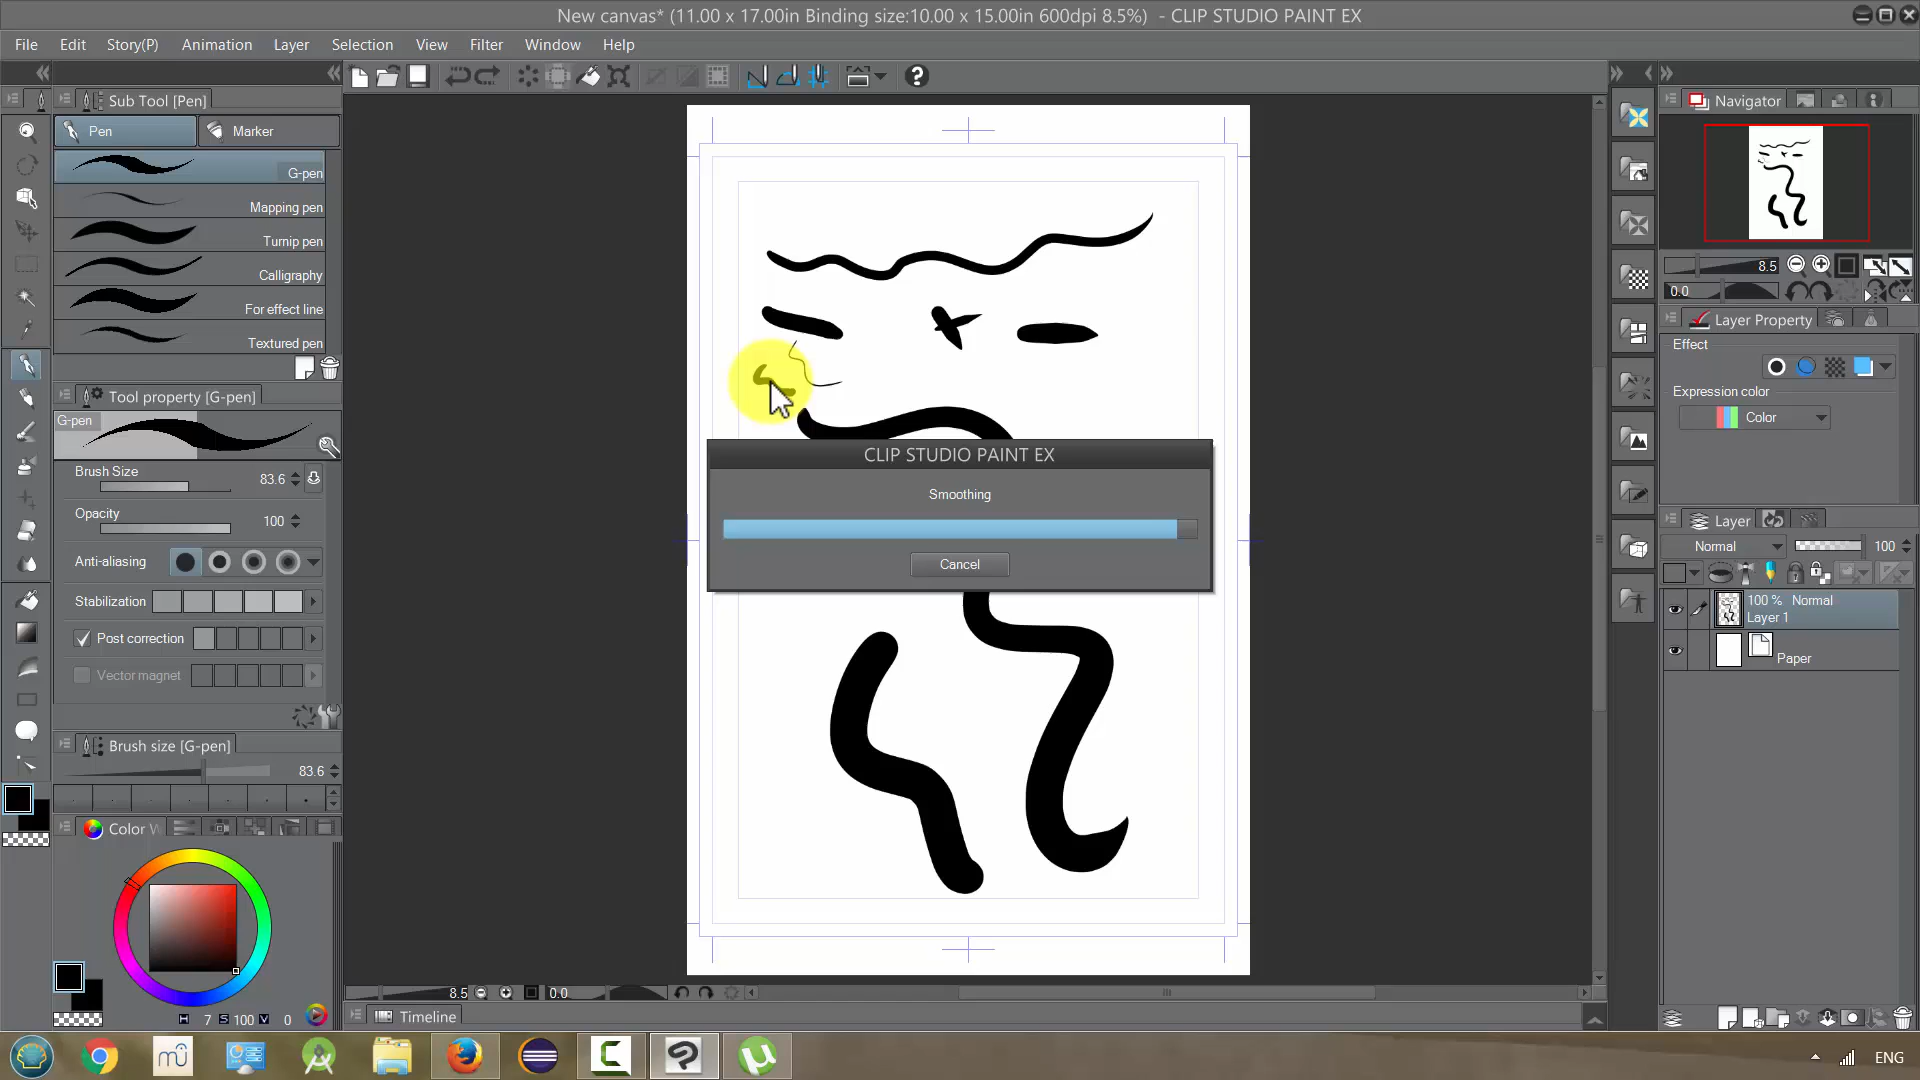 New canvas* (11.00 x 17.00in Binding size:10.00 x 15.00in 600dpi 8.5%) - CLIP STUDIO PAINT EX
File Edit Story(P) Animation Layer Selection View Filter Window Help
Sub Tool [Pen]
Pen Marker
G-pen
Mapping pen
Turnip pen
Calligraphy
For effect line
Textured pen
Tool property [G-pen]
G-pen
Brush Size 83.6
Opacity 100
Anti-aliasing
Stabilization
Post correction
Vector magnet
Brush size [G-pen]
83.6
Color W
H 7 S 100 V 0
CLIP STUDIO PAINT EX
Smoothing
Cancel
8.5 0.0
Timeline
Navigator
8.5
0.0
Layer Property
Effect
Expression color
Color
Layer
Normal 100
100 % Normal
Layer 1
Paper
ENG